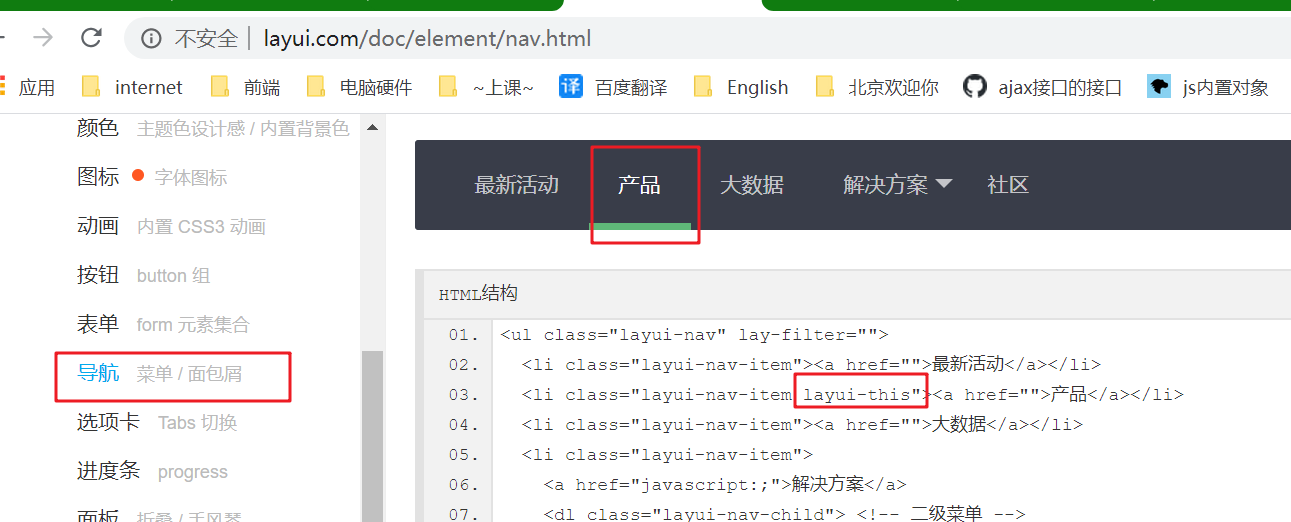 不安全 layui.com/doc/element/nav.html
应用 internet 前端 电脑硬件 ~上课~ 译 百度翻译 English 北京欢迎你 ajax接口的接口 js内置对象
颜色 主题色设计感 / 内置背景色
图标 字体图标
动画 内置 CSS3 动画
按钮 button 组
表单 form 元素集合
导航 菜单 / 面包屑
选项卡 Tabs 切换
进度条 progress
面板 折叠 / 手风琴
最新活动 产品 大数据 解决方案 社区
HTML结构
01. <ul class="layui-nav" lay-filter="">
02. <li class="layui-nav-item"><a href="">最新活动</a></li>
03. <li class="layui-nav-item layui-this"><a href="">产品</a></li>
04. <li class="layui-nav-item"><a href="">大数据</a></li>
05. <li class="layui-nav-item">
06. <a href="javascript:;">解决方案</a>
07. <dl class="layui-nav-child"> <!-- 二级菜单 -->